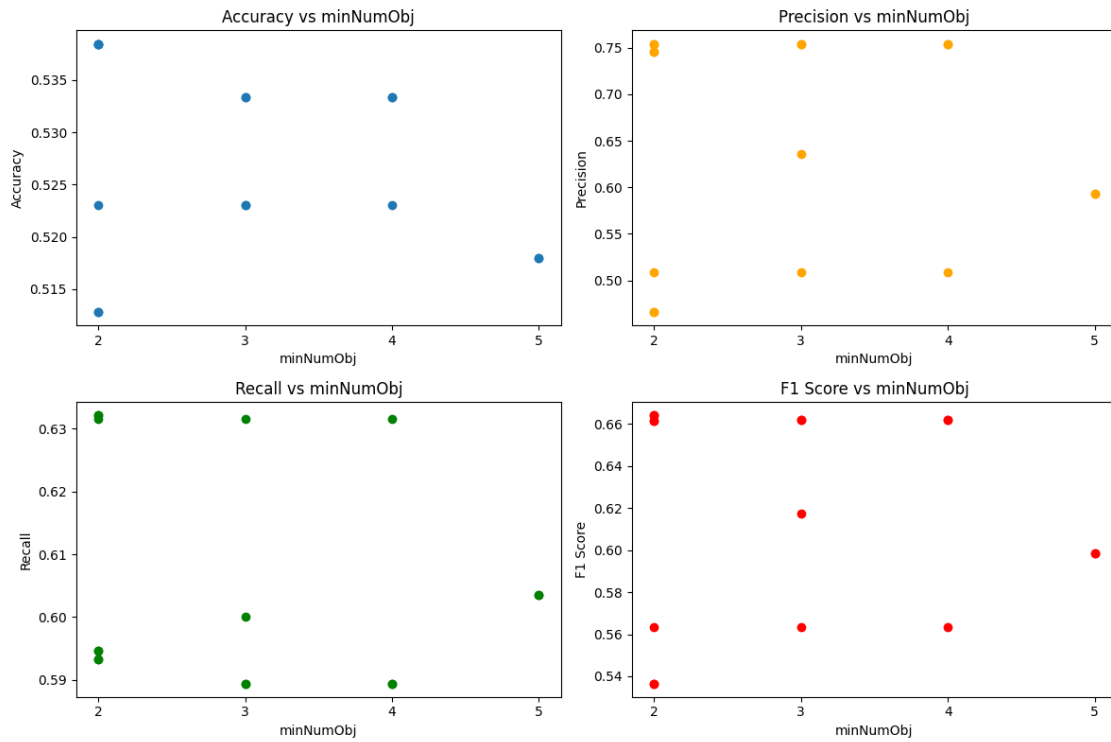 Accuracy vs minNumObj
0.535
0.530
0.525
0.520
0.515
Accuracy
2 3 4 5
minNumObj
Precision vs minNumObj
0.75
0.70
0.65
0.60
0.55
0.50
Precision
2 3 4 5
minNumObj
Recall vs minNumObj
0.63
0.62
0.61
0.60
0.59
Recall
2 3 4 5
minNumObj
F1 Score vs minNumObj
0.66
0.64
0.62
0.60
0.58
0.56
0.54
F1 Score
2 3 4 5
minNumObj